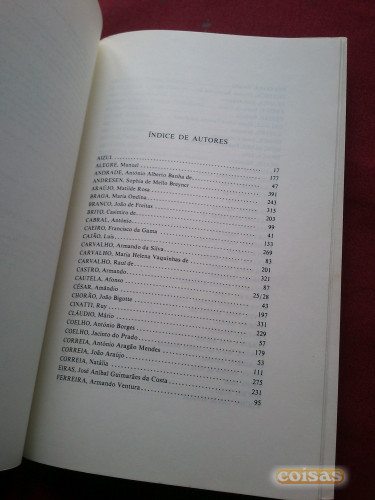 ÍNDICE DE AUTORES
AIZUL
ALEGRE, Manuel 17
ANDRADE, António Alberto Banha de 177
ANDRESEN, Sophia de Mello Breyner 47
ARAÚJO, Matilde Rosa 391
BRAGA, Maria Ondina 243
BRANCO, João de Freitas 315
BRITO, Casimiro de 203
CABRAL, António 99
CAEIRO, Francisco da Gama 41
CAJÃO, Luís 133
CARVALHO, Armando da Silva 269
CARVALHO, Maria Helena Vaquinhas de 83
CARVALHO, Raul de 201
CASTRO, Armando 321
CAUTELA, Afonso 87
CÉSAR, Amândio 25/28
CHORÃO, João Bigotte 43
CINATTI, Ruy 197
CLÁUDIO, Mário 331
COELHO, António Borges 229
COELHO, Jacinto do Prado 57
CORREIA, António Aragão Mendes 179
CORREIA, João Araújo 53
CORREIA, Natália 111
EIRAS, José Aníbal Guimarães da Costa 275
FERREIRA, Armando Ventura 231
95
coisas